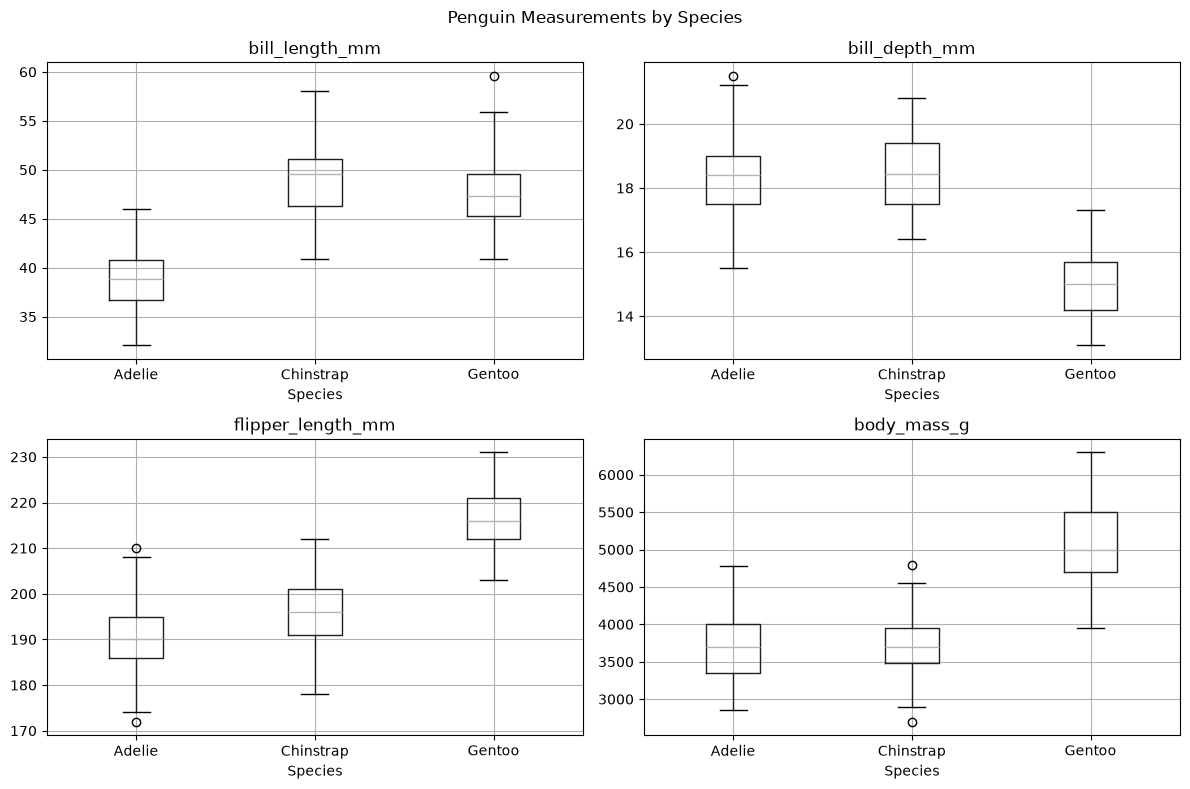 Penguin Measurements by Species
bill_length_mm
60
55
50
45
40
35
Adelie Chinstrap Gentoo
Species
bill_depth_mm
20
18
16
14
Adelie Chinstrap Gentoo
Species
flipper_length_mm
230
220
210
200
190
180
170
Adelie Chinstrap Gentoo
Species
body_mass_g
6000
5500
5000
4500
4000
3500
3000
Adelie Chinstrap Gentoo
Species